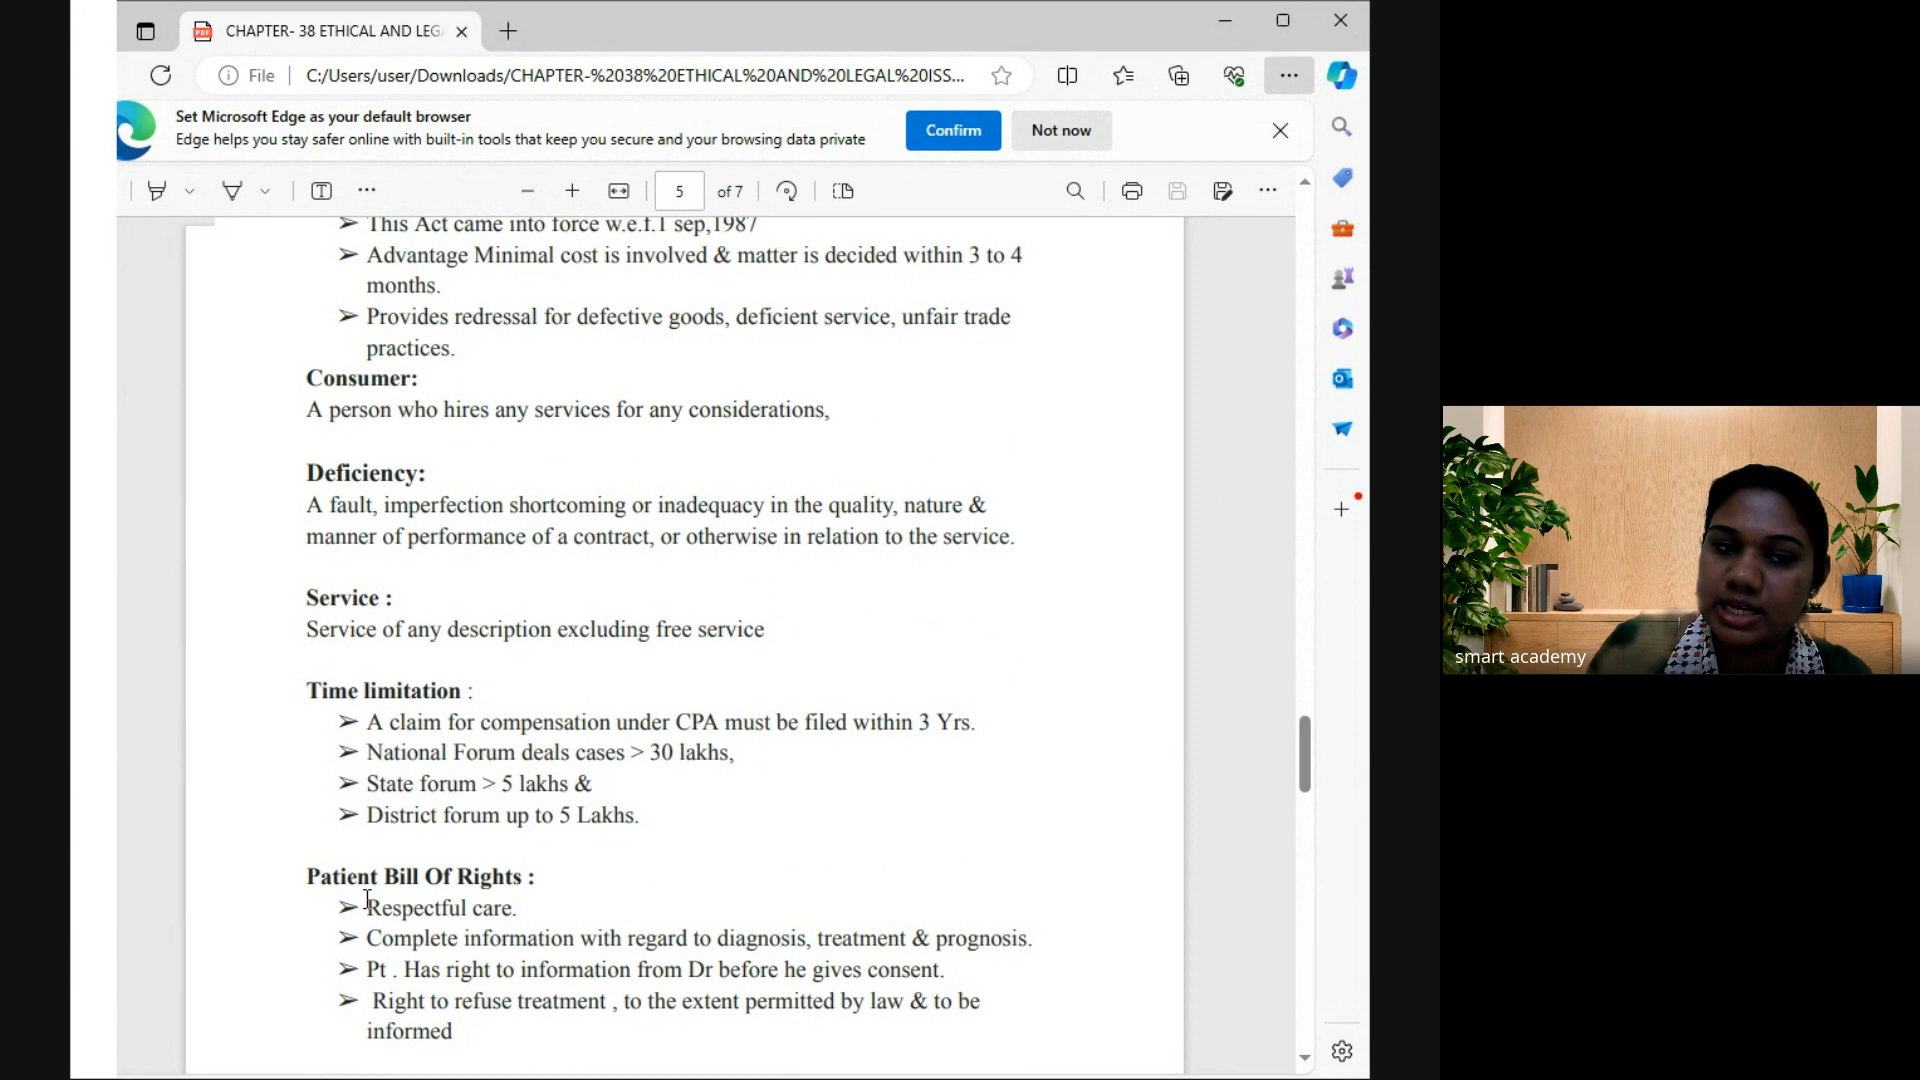 CHAPTER- 38 ETHICAL AND LEG
File
C:/Users/user/Downloads/CHAPTER-%2038%20ETHICAL%20AND%20LEGAL%20ISS...
Set Microsoft Edge as your default browser
Edge helps you stay safer online with built-in tools that keep you secure and your browsing data private
Confirm
Not now
5 of 7
➢ This Act came into force w.e.f.1 sep,1987
➢ Advantage Minimal cost is involved & matter is decided within 3 to 4
months.
➢ Provides redressal for defective goods, deficient service, unfair trade
practices.
Consumer:
A person who hires any services for any considerations,
Deficiency:
A fault, imperfection shortcoming or inadequacy in the quality, nature &
manner of performance of a contract, or otherwise in relation to the service.
Service :
Service of any description excluding free service
Time limitation :
➢ A claim for compensation under CPA must be filed within 3 Yrs.
➢ National Forum deals cases > 30 lakhs,
➢ State forum > 5 lakhs &
➢ District forum up to 5 Lakhs.
Patient Bill Of Rights :
➢ Respectful care.
➢ Complete information with regard to diagnosis, treatment & prognosis.
➢ Pt . Has right to information from Dr before he gives consent.
➢ Right to refuse treatment , to the extent permitted by law & to be
informed
smart academy